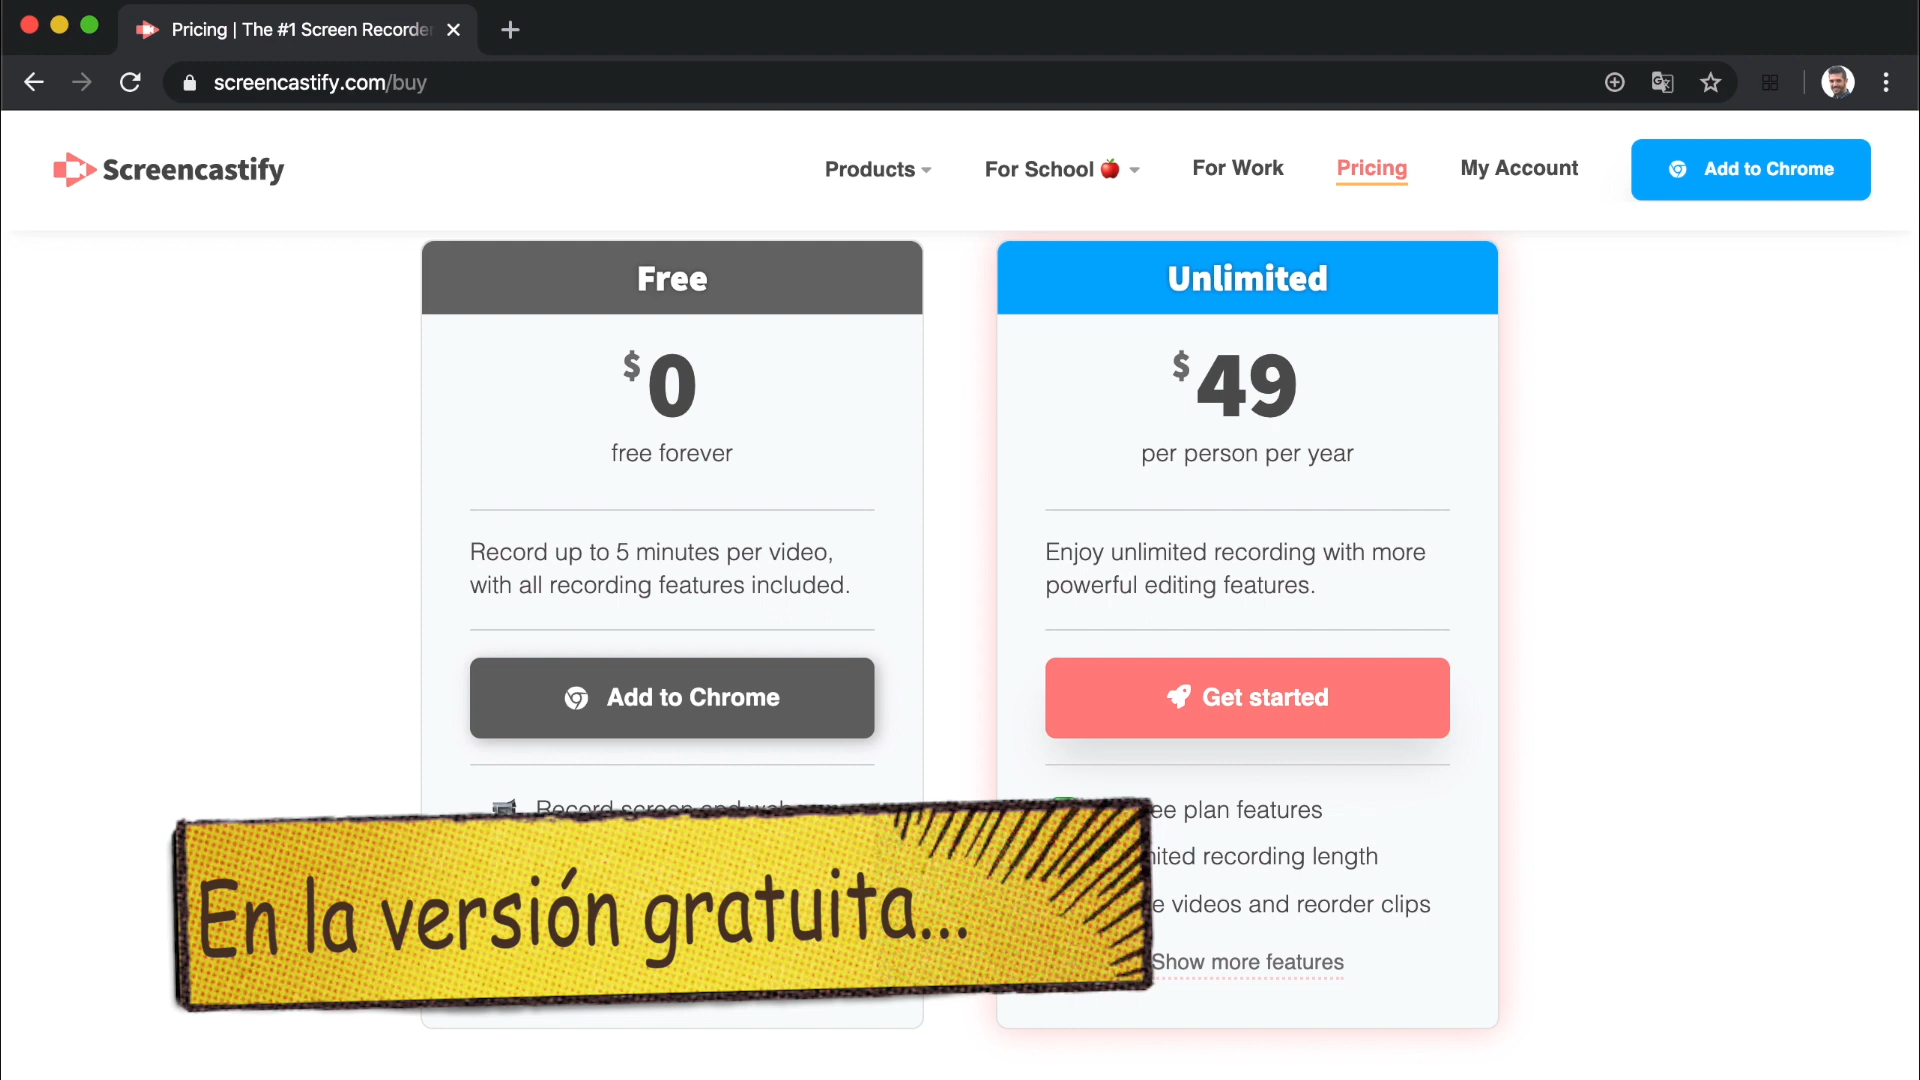 Pricing | The #1 Screen Recorde
screencastify.com/buy
Screencastify
Products
For School
For Work
Pricing
My Account
Add to Chrome
Free
$0
free forever
Record up to 5 minutes per video,
with all recording features included.
Add to Chrome
Record screen and
Unlimited
$49
per person per year
Enjoy unlimited recording with more
powerful editing features.
Get started
plan features
recording length
videos and reorder clips
Show more features
En la versión gratuita...